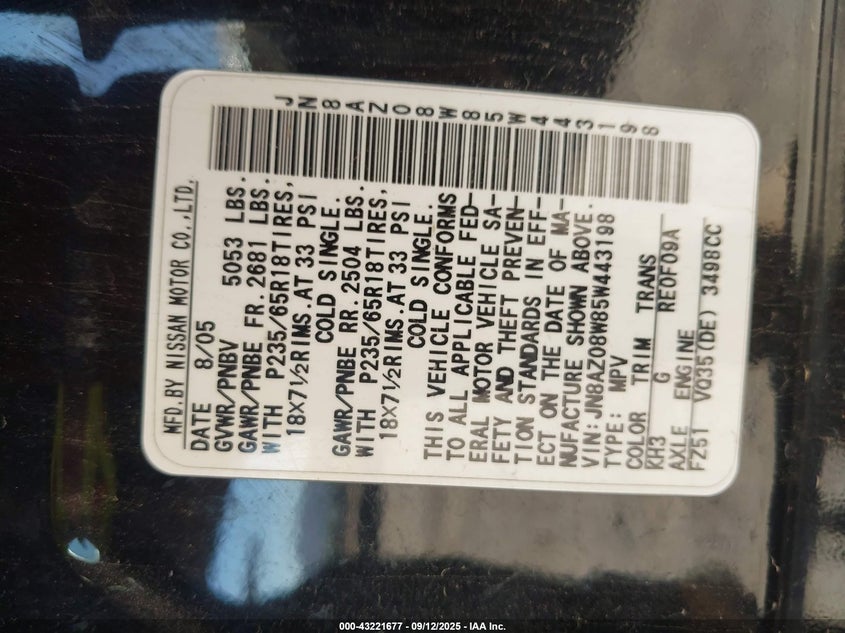 MFD.BY NISSAN MOTOR CO.,LTD.
DATE 8/05
GVWR/PNBV 5053 LBS.
GAWR/PNBE FR.2681 LBS.
WITH P235/65R18TIRES,
18X7½RIMS.AT 33 PSI
COLD SINGLE.
GAWR/PNBE RR.2504 LBS.
WITH P235/65R18TIRES,
18X7½RIMS.AT 33 PSI
COLD SINGLE.
THIS VEHICLE CONFORMS
TO ALL APPLICABLE FED-
ERAL MOTOR VEHICLE SA-
FETY AND THEFT PREVEN-
TION STANDARDS IN EFF-
ECT ON THE DATE OF MA-
NUFACTURE SHOWN ABOVE.
VIN:JN8AZ08W85W443198
TYPE: MPV
COLOR TRIM TRANS
KH3 G RE0F09A
AXLE ENGINE
FZ51 VQ35(DE) 3498CC
JN8AZ08W85W443198
000-43221677 - 09/12/2025 - IAA Inc.